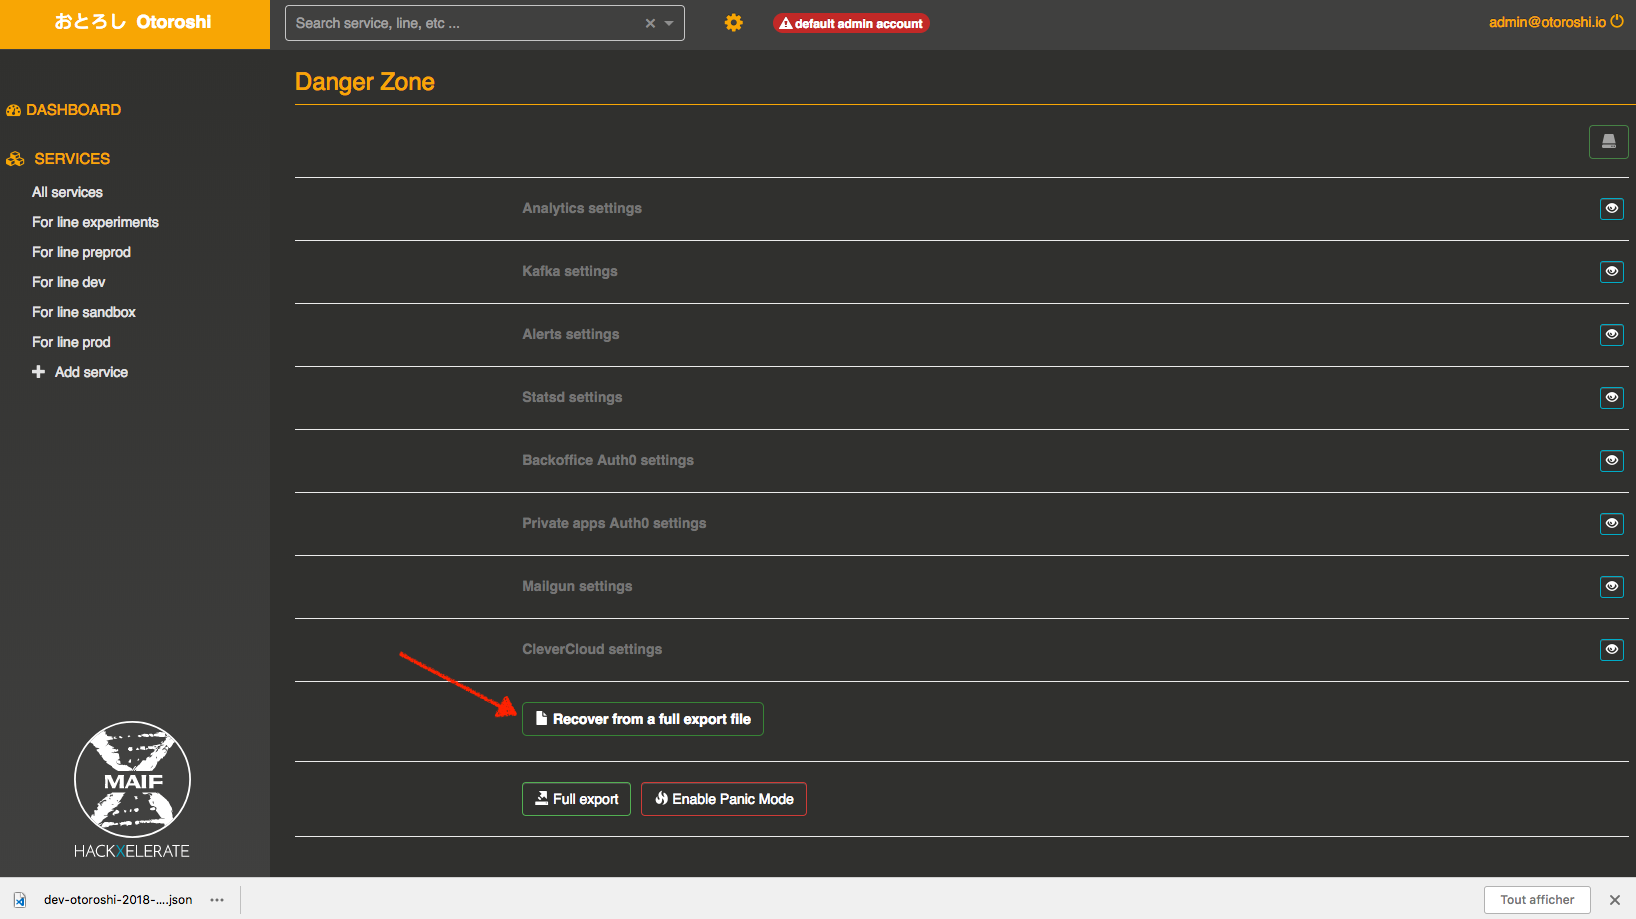 おとろし Otoroshi
Search service, line, etc ...
default admin account
admin@otoroshi.io
Danger Zone
DASHBOARD
SERVICES
All services
For line experiments
For line preprod
For line dev
For line sandbox
For line prod
Add service
Analytics settings
Kafka settings
Alerts settings
Statsd settings
Backoffice Auth0 settings
Private apps Auth0 settings
Mailgun settings
CleverCloud settings
Recover from a full export file
Full export
Enable Panic Mode
MAIF
HACKXELERATE
dev-otoroshi-2018-....json
Tout afficher